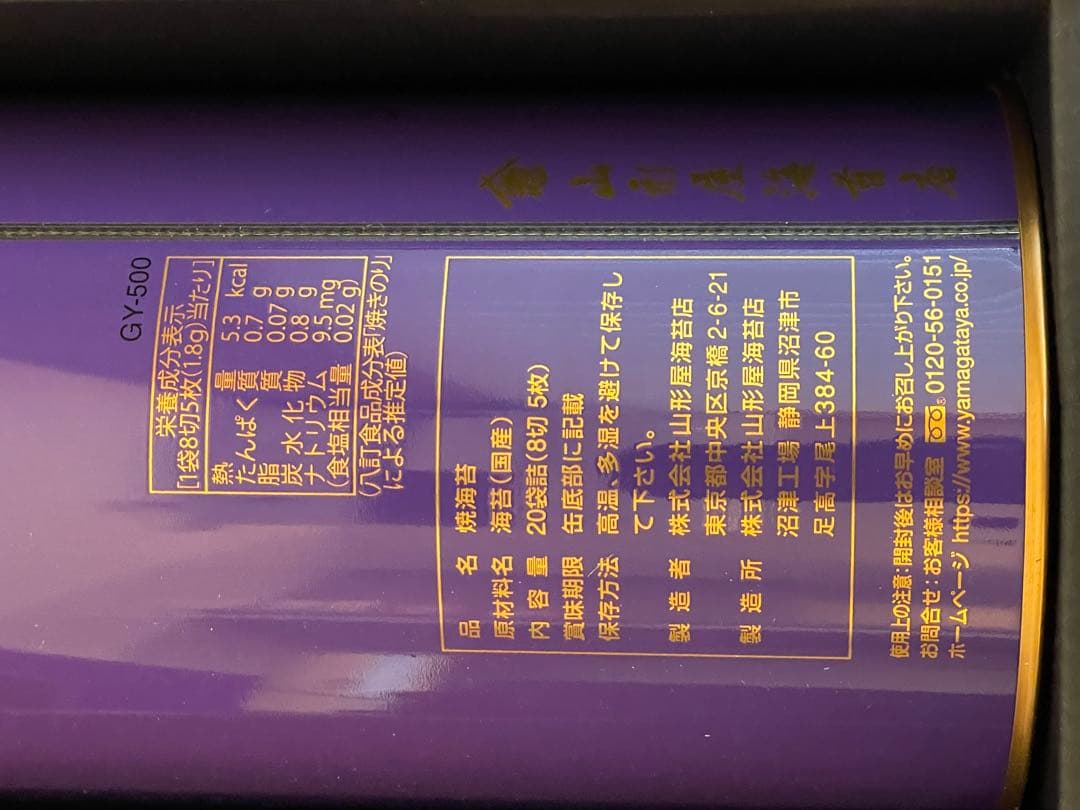 GY-500
栄養成分表示
[1袋8切5枚(1.8g)当たり]
熱量 5.3 kcal
たんぱく質 0.7 g
脂質 0.07 g
炭水化物 0.8 g
ナトリウム 9.5 mg
(食塩相当量 0.02 g)
(八訂食品成分表「焼きのり」
による推定値)
品名 焼海苔
原材料名 海苔(国産)
内容量 20袋詰(8切 5枚)
賞味期限 缶底部に記載
保存方法 高温、多湿を避けて保存し
て下さい。
製造者 株式会社山形屋海苔店
東京都中央区京橋 2-6-21
製造所 株式会社山形屋海苔店
沼津工場 静岡県沼津市
足高字尾上384-60
使用上の注意:開封後はお早めにお召し上がり下さい。
お問合せ:お客様相談室 0120-56-0151
ホームページ https://www.yamagataya.co.jp/
山形屋海苔店